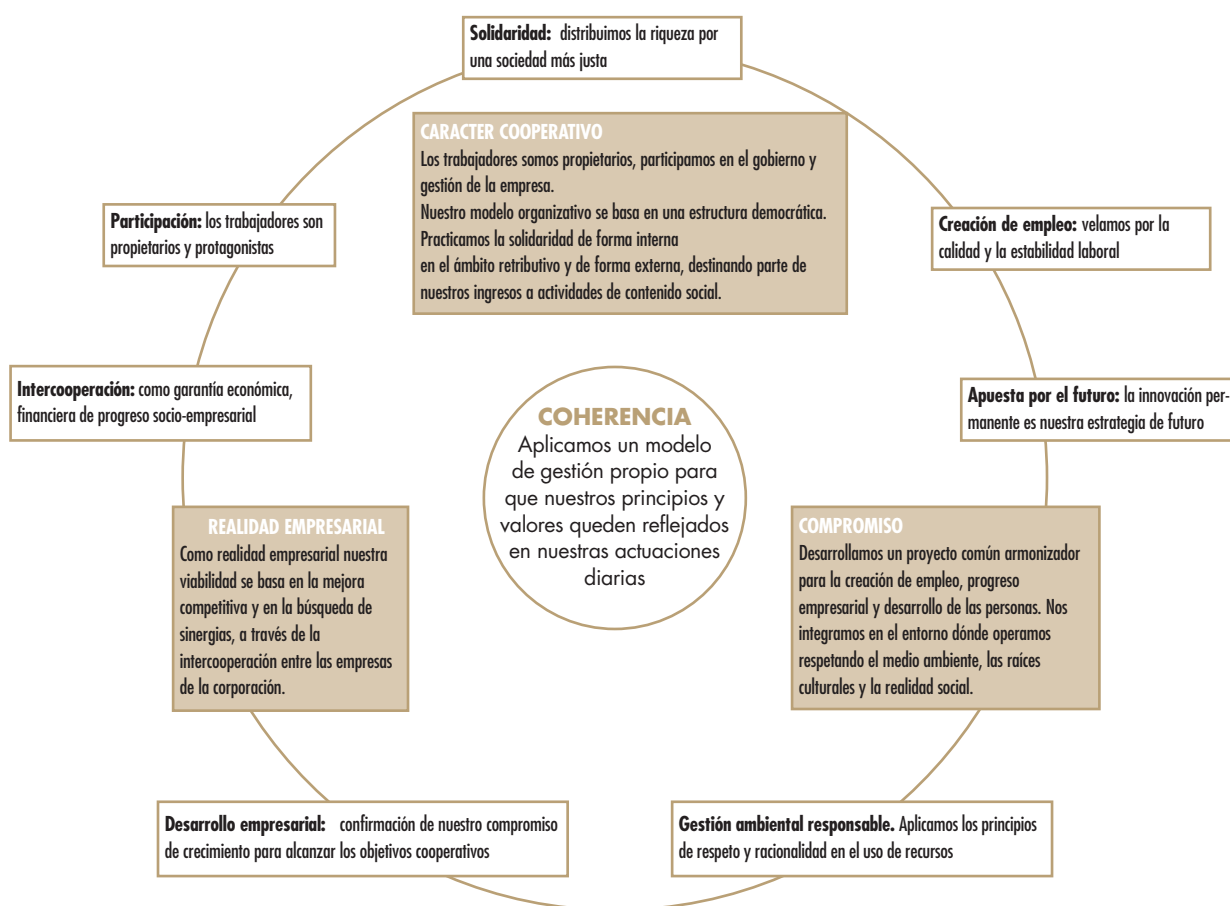 Solidaridad: distribuimos la riqueza por
una sociedad más justa
CARACTER COOPERATIVO
Los trabajadores somos propietarios, participamos en el gobierno y
gestión de la empresa.
Nuestro modelo organizativo se basa en una estructura democrática.
Practicamos la solidaridad de forma interna
en el ámbito retributivo y de forma externa, destinando parte de
nuestros ingresos a actividades de contenido social.
Participación: los trabajadores son
propietarios y protagonistas
Creación de empleo: velamos por la
calidad y la estabilidad laboral
Intercooperación: como garantía económica,
financiera de progreso socio-empresarial
Apuesta por el futuro: la innovación per-
manente es nuestra estrategia de futuro
COHERENCIA
Aplicamos un modelo
de gestión propio para
que nuestros principios y
valores queden reflejados
en nuestras actuaciones
diarias
REALIDAD EMPRESARIAL
Como realidad empresarial nuestra
viabilidad se basa en la mejora
competitiva y en la búsqueda de
sinergias, a través de la
intercooperación entre las empresas
de la corporación.
COMPROMISO
Desarrollamos un proyecto común armonizador
para la creación de empleo, progreso
empresarial y desarrollo de las personas. Nos
integramos en el entorno dónde operamos
respetando el medio ambiente, las raíces
culturales y la realidad social.
Desarrollo empresarial: confirmación de nuestro compromiso
de crecimiento para alcanzar los objetivos cooperativos
Gestión ambiental responsable. Aplicamos los principios
de respeto y racionalidad en el uso de recursos